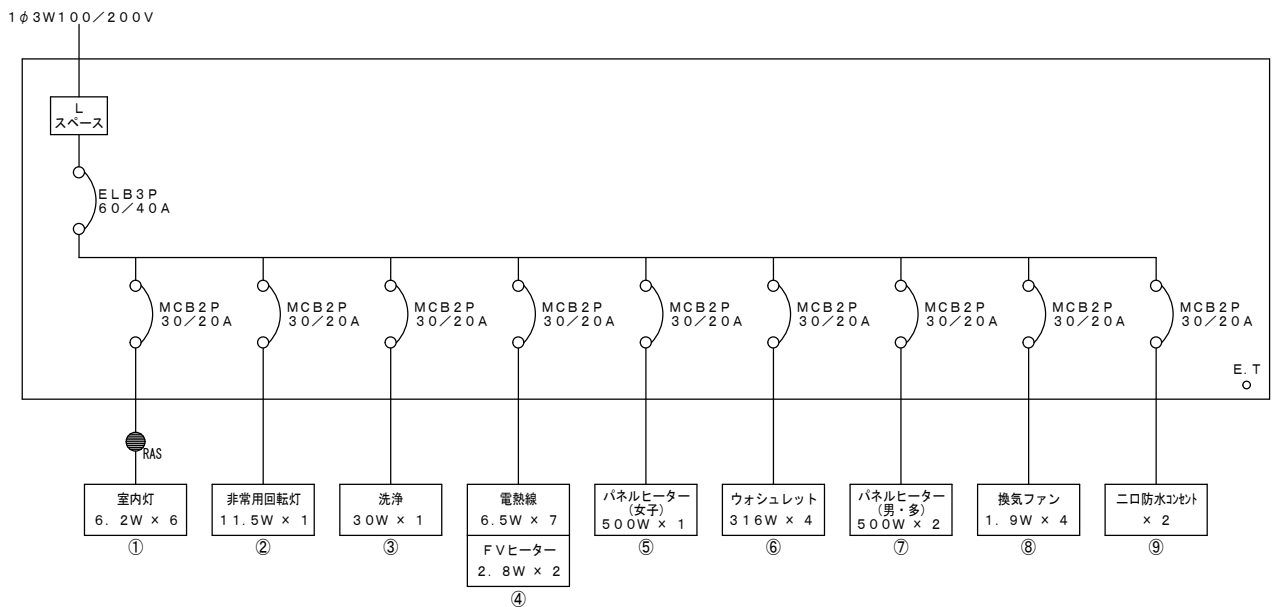 1φ3W100/200V
L
スペース
ELB3P
60/40A
MCB2P
30/20A
MCB2P
30/20A
MCB2P
30/20A
MCB2P
30/20A
MCB2P
30/20A
MCB2P
30/20A
MCB2P
30/20A
MCB2P
30/20A
MCB2P
30/20A
E.T
RAS
室内灯
6.2W × 6
①
非常用回転灯
11.5W × 1
②
洗浄
30W × 1
③
電熱線
6.5W × 7
FVヒーター
2.8W × 2
④
パネルヒーター
(女子)
500W × 1
⑤
ウォシュレット
316W × 4
⑥
パネルヒーター
(男・多)
500W × 2
⑦
換気ファン
1.9W × 4
⑧
二口防水コンセント
× 2
⑨